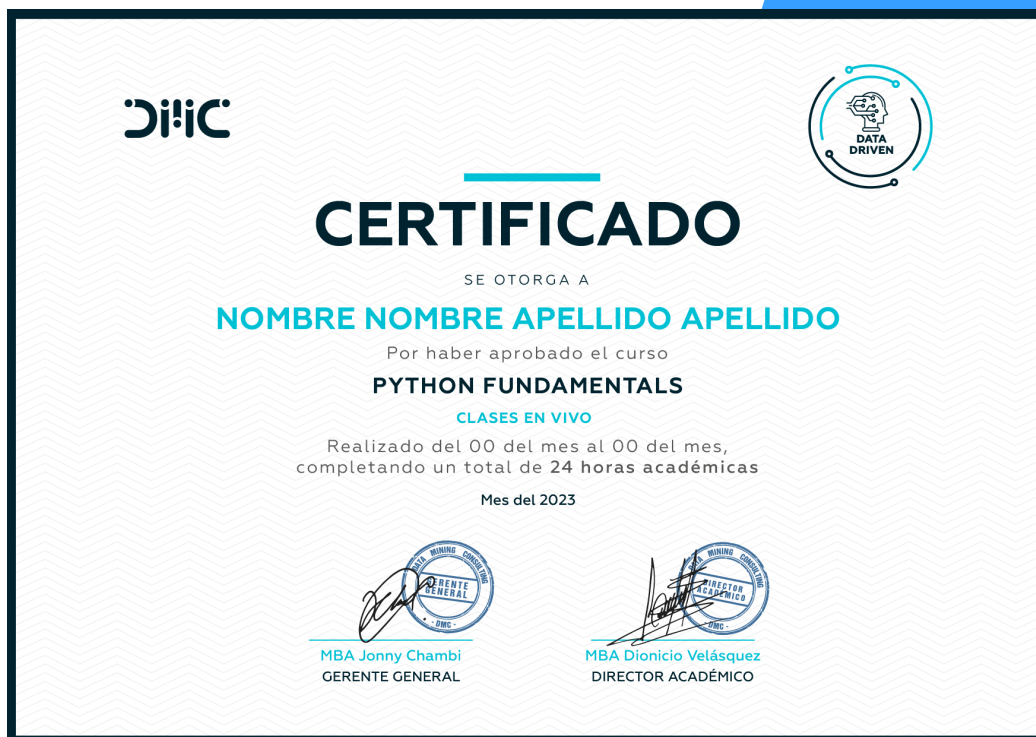 DMC
DATA
DRIVEN
CERTIFICADO
SE OTORGA A
NOMBRE NOMBRE APELLIDO APELLIDO
Por haber aprobado el curso
PYTHON FUNDAMENTALS
CLASES EN VIVO
Realizado del 00 del mes al 00 del mes,
completando un total de 24 horas académicas
Mes del 2023
DATA MINING CONSULTING
GERENTE
GENERAL
- DMC -
DATA MINING CONSULTING
DIRECTOR
ACADÉMICO
- DMC -
MBA Jonny Chambi
GERENTE GENERAL
MBA Dionicio Velásquez
DIRECTOR ACADÉMICO